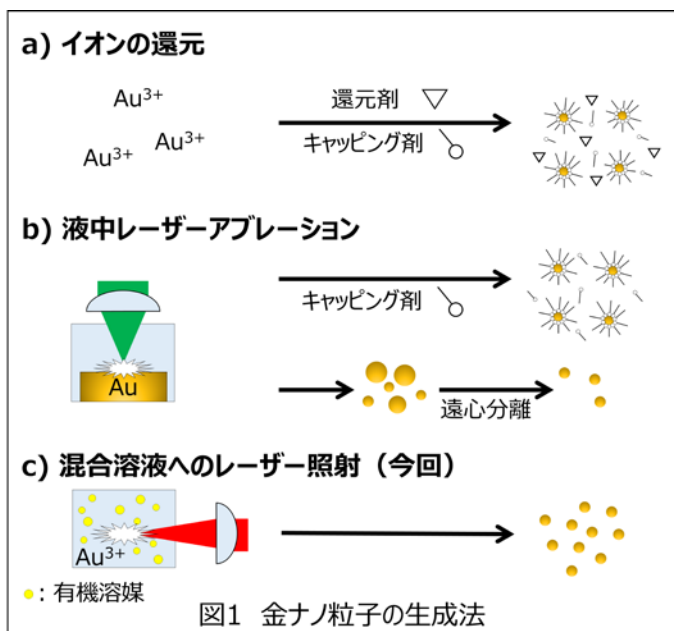 a) イオンの還元
Au³⁺
Au³⁺
Au³⁺
還元剤
キャッピング剤
b) 液中レーザーアブレーション
キャッピング剤
Au
遠心分離
c) 混合溶液へのレーザー照射（今回）
Au³⁺
: 有機溶媒
図1 金ナノ粒子の生成法